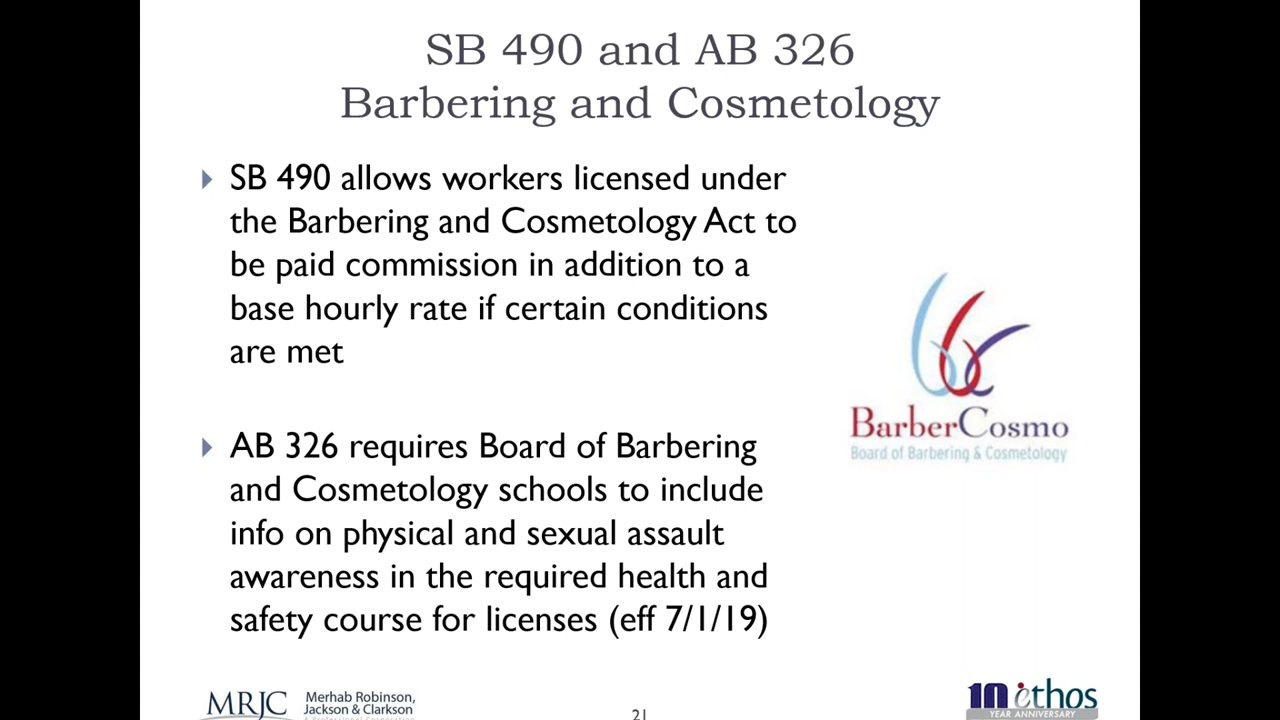 SB 490 and AB 326
Barbering and Cosmetology
SB 490 allows workers licensed under
the Barbering and Cosmetology Act to
be paid commission in addition to a
base hourly rate if certain conditions
are met
BarberCosmo
Board of Barbering & Cosmetology
AB 326 requires Board of Barbering
and Cosmetology schools to include
info on physical and sexual assault
awareness in the required health and
safety course for licenses (eff 7/1/19)
MRJC
Merhab Robinson,
Jackson & Clarkson
A Professional Corporation
21
10 ethos
YEAR ANNIVERSARY